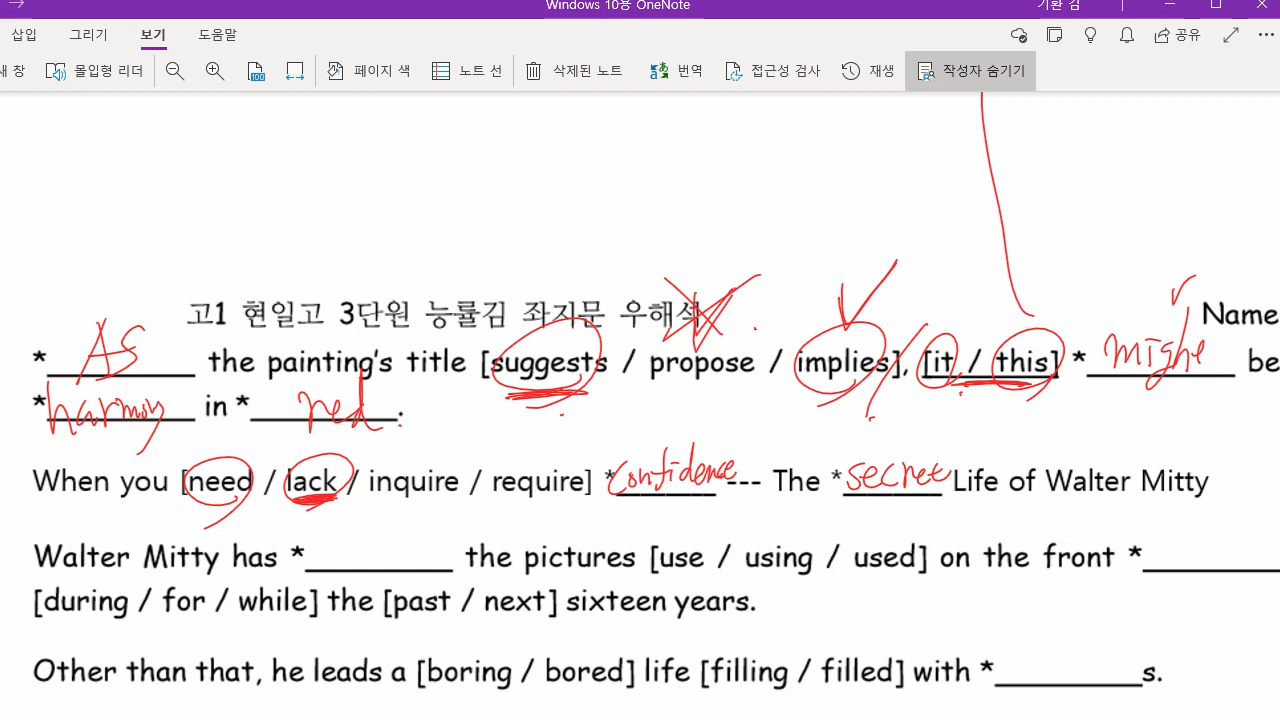 Windows 10용 OneNote 기환 김
삽입 그리기 보기 도움말 공유
새 창 몰입형 리더 100 페이지 색 노트 선 삭제된 노트 번역 접근성 검사 재생 작성자 숨기기
고1 현일고 3단원 능률김 좌지문 우해석 Name
* As the painting's title [suggests / propose / implies], [it / this] * might be
* harmony in * red.
When you [need / lack / inquire / require] * confidence --- The * secret Life of Walter Mitty
Walter Mitty has *_________ the pictures [use / using / used] on the front *_________
[during / for / while] the [past / next] sixteen years.
Other than that, he leads a [boring / bored] life [filling / filled] with *_________s.